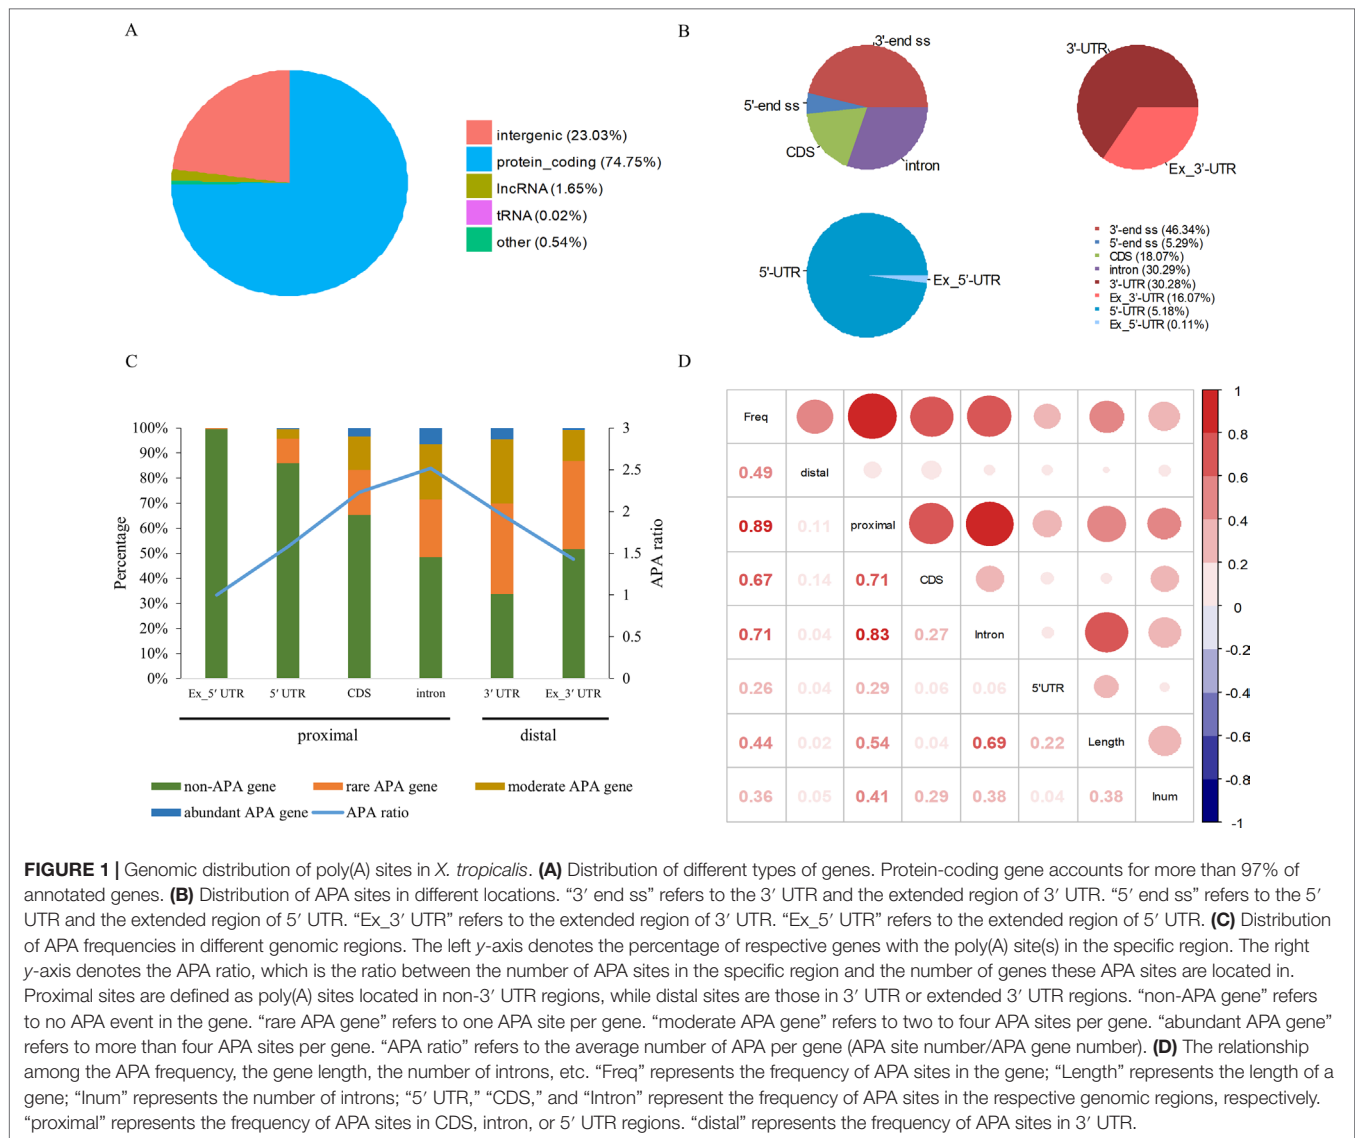 A
intergenic (23.03%)
protein_coding (74.75%)
lncRNA (1.65%)
tRNA (0.02%)
other (0.54%)
B
3'-end ss
5'-end ss
CDS
intron
3'-UTR
Ex_3'-UTR
5'-UTR
Ex_5'-UTR
3'-end ss (46.34%)
5'-end ss (5.29%)
CDS (18.07%)
intron (30.29%)
3'-UTR (30.28%)
Ex_3'-UTR (16.07%)
5'-UTR (5.18%)
Ex_5'-UTR (0.11%)
C
Percentage
100%
90%
80%
70%
60%
50%
40%
30%
20%
10%
0%
3
2.5
2
1.5
1
0.5
0
APA ratio
Ex_5′ UTR 5′ UTR CDS intron 3′ UTR Ex_3′ UTR
proximal distal
non-APA gene rare APA gene moderate APA gene
abundant APA gene APA ratio
D
Freq
0.49 distal
0.89 0.11 proximal
0.67 0.14 0.71 CDS
0.71 0.04 0.83 0.27 Intron
0.26 0.04 0.29 0.06 0.06 5'UTR
0.44 0.02 0.54 0.04 0.69 0.22 Length
0.36 0.05 0.41 0.29 0.38 0.04 0.38 Inum
1
0.8
0.6
0.4
0.2
0
-0.2
-0.4
-0.6
-0.8
-1
FIGURE 1 | Genomic distribution of poly(A) sites in X. tropicalis. (A) Distribution of different types of genes. Protein-coding gene accounts for more than 97% of
annotated genes. (B) Distribution of APA sites in different locations. “3′ end ss” refers to the 3′ UTR and the extended region of 3′ UTR. “5′ end ss” refers to the 5′
UTR and the extended region of 5′ UTR. “Ex_3′ UTR” refers to the extended region of 3′ UTR. “Ex_5′ UTR” refers to the extended region of 5′ UTR. (C) Distribution
of APA frequencies in different genomic regions. The left y-axis denotes the percentage of respective genes with the poly(A) site(s) in the specific region. The right
y-axis denotes the APA ratio, which is the ratio between the number of APA sites in the specific region and the number of genes these APA sites are located in.
Proximal sites are defined as poly(A) sites located in non-3′ UTR regions, while distal sites are those in 3′ UTR or extended 3′ UTR regions. “non-APA gene” refers
to no APA event in the gene. “rare APA gene” refers to one APA site per gene. “moderate APA gene” refers to two to four APA sites per gene. “abundant APA gene”
refers to more than four APA sites per gene. “APA ratio” refers to the average number of APA per gene (APA site number/APA gene number). (D) The relationship
among the APA frequency, the gene length, the number of introns, etc. “Freq” represents the frequency of APA sites in the gene; “Length” represents the length of a
gene; “Inum” represents the number of introns; “5′ UTR,” “CDS,” and “Intron” represent the frequency of APA sites in the respective genomic regions, respectively.
“proximal” represents the frequency of APA sites in CDS, intron, or 5′ UTR regions. “distal” represents the frequency of APA sites in 3′ UTR.